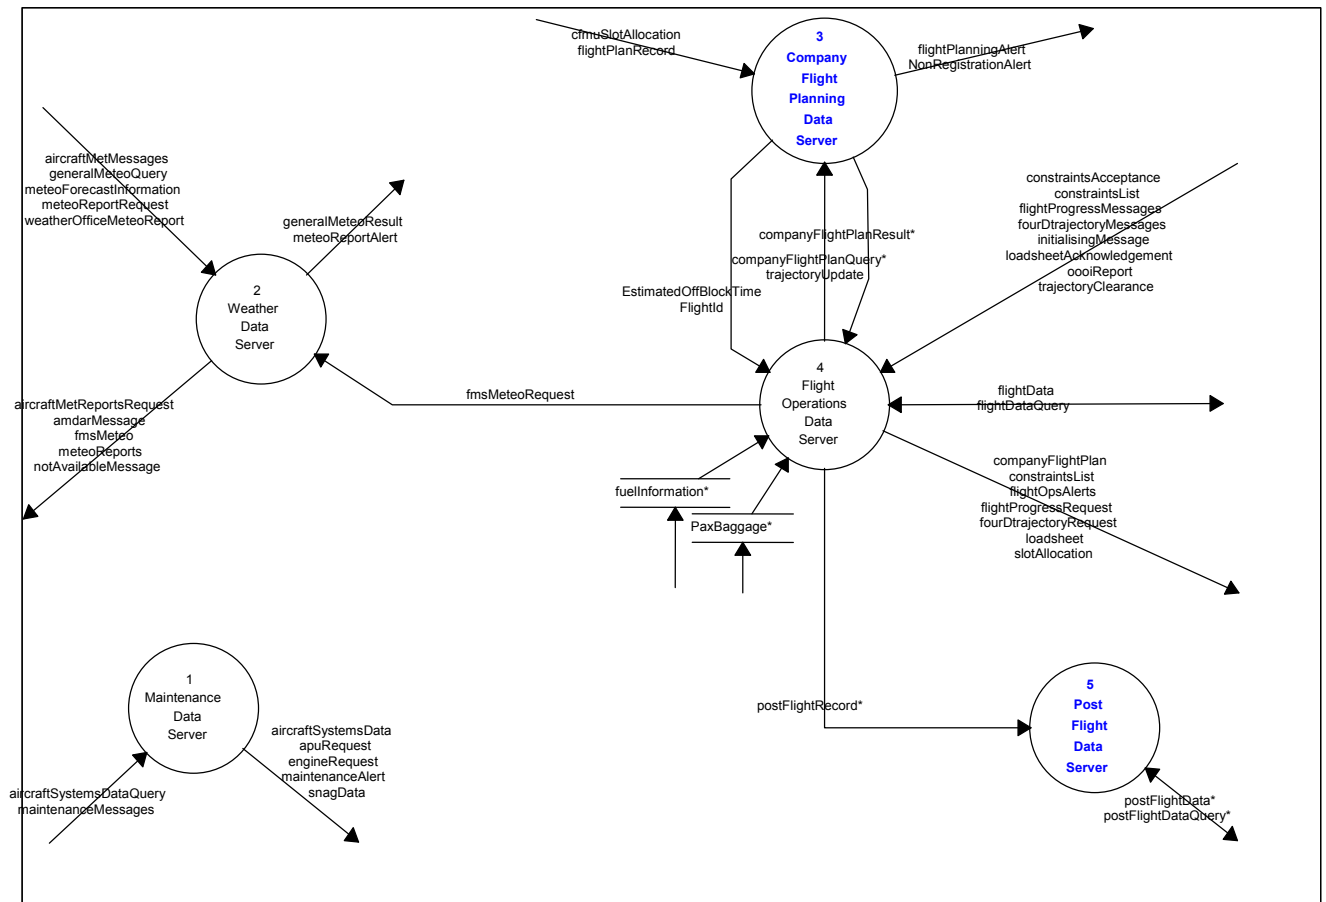 cfmuSlotAllocation
flightPlanRecord
3
Company
Flight
Planning
Data
Server
flightPlanningAlert
NonRegistrationAlert
aircraftMetMessages
generalMeteoQuery
meteoForecastInformation
meteoReportRequest
weatherOfficeMeteoReport
generalMeteoResult
meteoReportAlert
constraintsAcceptance
constraintsList
flightProgressMessages
fourDtrajectoryMessages
initialisingMessage
loadsheetAcknowledgement
oooiReport
trajectoryClearance
companyFlightPlanResult*
companyFlightPlanQuery*
trajectoryUpdate
EstimatedOffBlockTime
FlightId
2
Weather
Data
Server
4
Flight
Operations
Data
Server
fmsMeteoRequest
flightData
flightDataQuery
aircraftMetReportsRequest
amdarMessage
fmsMeteo
meteoReports
notAvailableMessage
fuelInformation*
PaxBaggage*
companyFlightPlan
constraintsList
flightOpsAlerts
flightProgressRequest
fourDtrajectoryRequest
loadsheet
slotAllocation
1
Maintenance
Data
Server
aircraftSystemsData
apuRequest
engineRequest
maintenanceAlert
snagData
aircraftSystemsDataQuery
maintenanceMessages
postFlightRecord*
5
Post
Flight
Data
Server
postFlightData*
postFlightDataQuery*